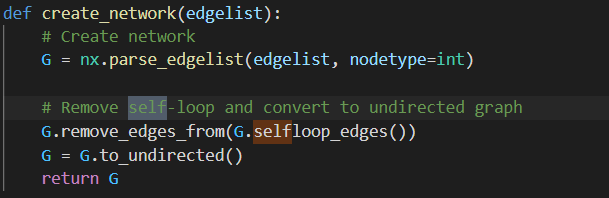 def create_network(edgelist):
    # Create network
    G = nx.parse_edgelist(edgelist, nodetype=int)
    # Remove self-loop and convert to undirected graph
    G.remove_edges_from(G.selfloop_edges())
    G = G.to_undirected()
    return G